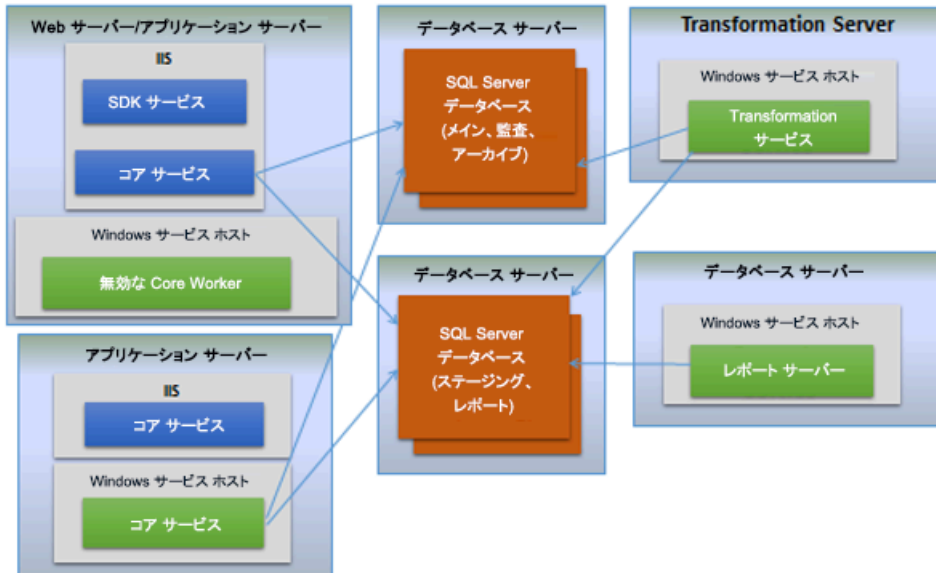 Web サーバー/アプリケーション サーバー
IIS
SDK サービス
コア サービス
Windows サービス ホスト
無効な Core Worker
アプリケーション サーバー
IIS
コア サービス
Windows サービス ホスト
コア サービス
データベース サーバー
SQL Server
データベース
(メイン、監査、
アーカイブ)
データベース サーバー
SQL Server
データベース
(ステージング、
レポート)
Transformation Server
Windows サービス ホスト
Transformation
サービス
データベース サーバー
Windows サービス ホスト
レポート サーバー